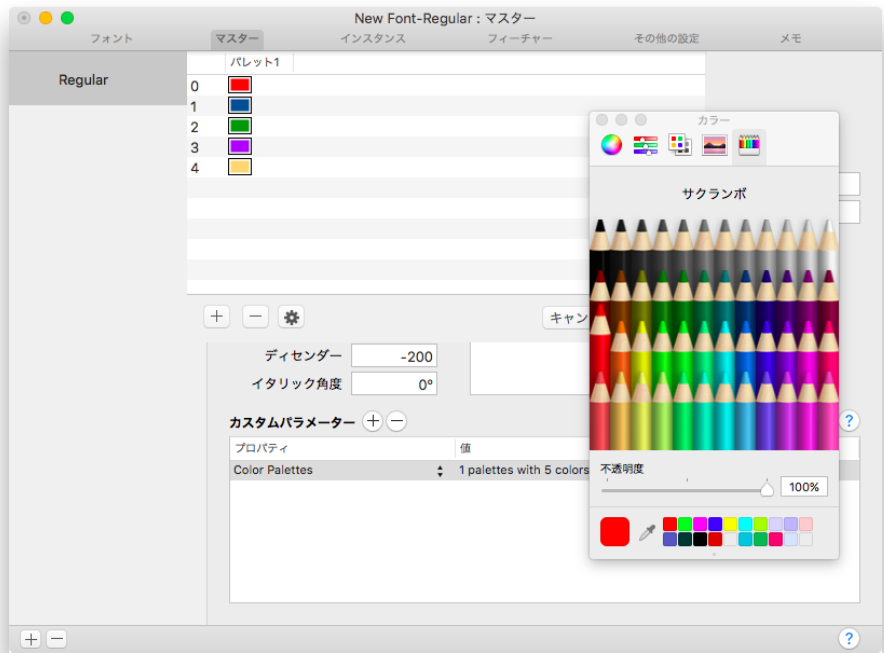 New Font-Regular : マスター
フォント
マスター
インスタンス
フィーチャー
その他の設定
メモ
Regular
パレット1
0
1
2
3
4
カラー
サクランボ
キャン
ディセンダー
-200
イタリック角度
0°
カスタムパラメーター
?
プロパティ
値
Color Palettes
1 palettes with 5 colors
不透明度
100%
?